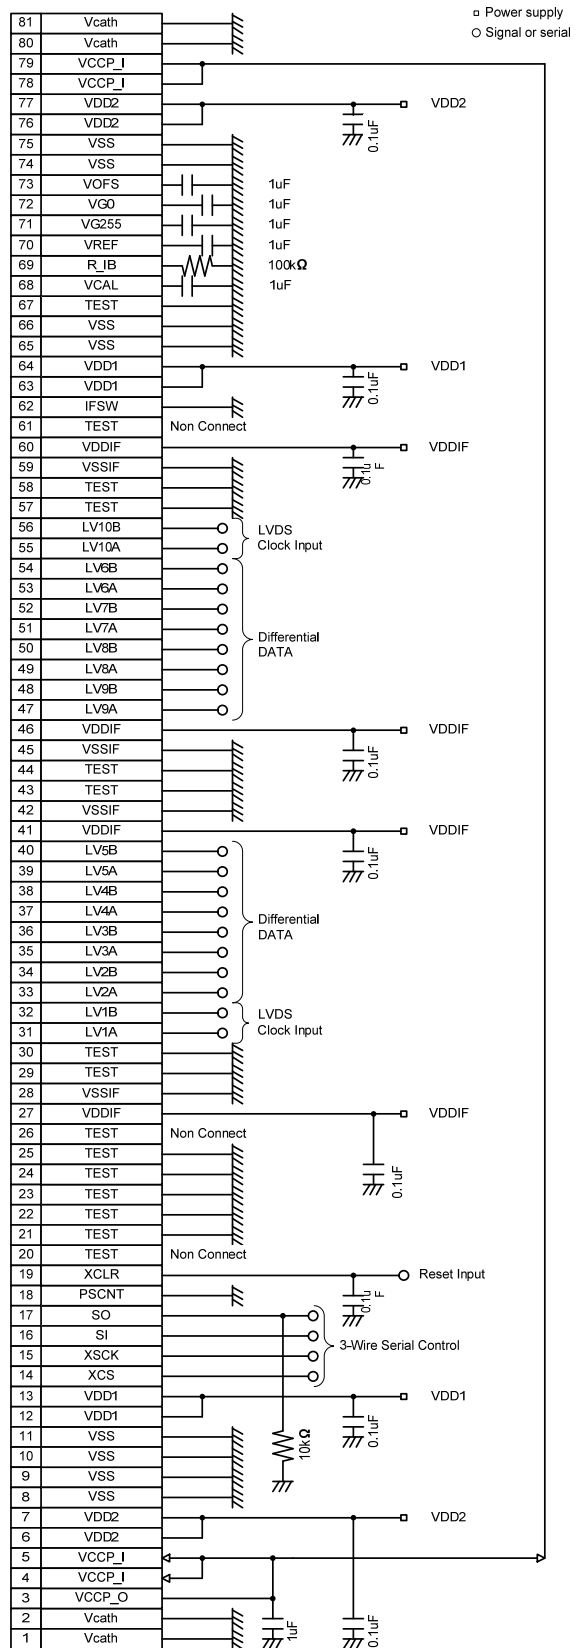 ▫ Power supply
○ Signal or serial
81 Vcath
80 Vcath
79 VCCP_I
78 VCCP_I
77 VDD2 VDD2
76 VDD2 0.1uF
75 VSS
74 VSS
73 VOFS 1uF
72 VG0 1uF
71 VG255 1uF
70 VREF 1uF
69 R_IB 100kΩ
68 VCAL 1uF
67 TEST
66 VSS
65 VSS
64 VDD1 VDD1
63 VDD1 0.1uF
62 IFSW
61 TEST Non Connect
60 VDDIF VDDIF
59 VSSIF 0.1uF
58 TEST
57 TEST
56 LV10B LVDS
55 LV10A Clock Input
54 LV6B
53 LV6A
52 LV7B
51 LV7A Differential
50 LV8B DATA
49 LV8A
48 LV9B
47 LV9A
46 VDDIF VDDIF
45 VSSIF 0.1uF
44 TEST
43 TEST
42 VSSIF
41 VDDIF VDDIF
40 LV5B 0.1uF
39 LV5A
38 LV4B
37 LV4A Differential
36 LV3B DATA
35 LV3A
34 LV2B
33 LV2A
32 LV1B LVDS
31 LV1A Clock Input
30 TEST
29 TEST
28 VSSIF
27 VDDIF VDDIF
26 TEST Non Connect
25 TEST
24 TEST 0.1uF
23 TEST
22 TEST
21 TEST
20 TEST Non Connect
19 XCLR Reset Input
18 PSCNT 0.1uF
17 SO
16 SI 3-Wire Serial Control
15 XSCK
14 XCS
13 VDD1 VDD1
12 VDD1 0.1uF
11 VSS 10kΩ
10 VSS
9 VSS
8 VSS
7 VDD2 VDD2
6 VDD2
5 VCCP_I
4 VCCP_I
3 VCCP_O
2 Vcath 1uF 0.1uF
1 Vcath